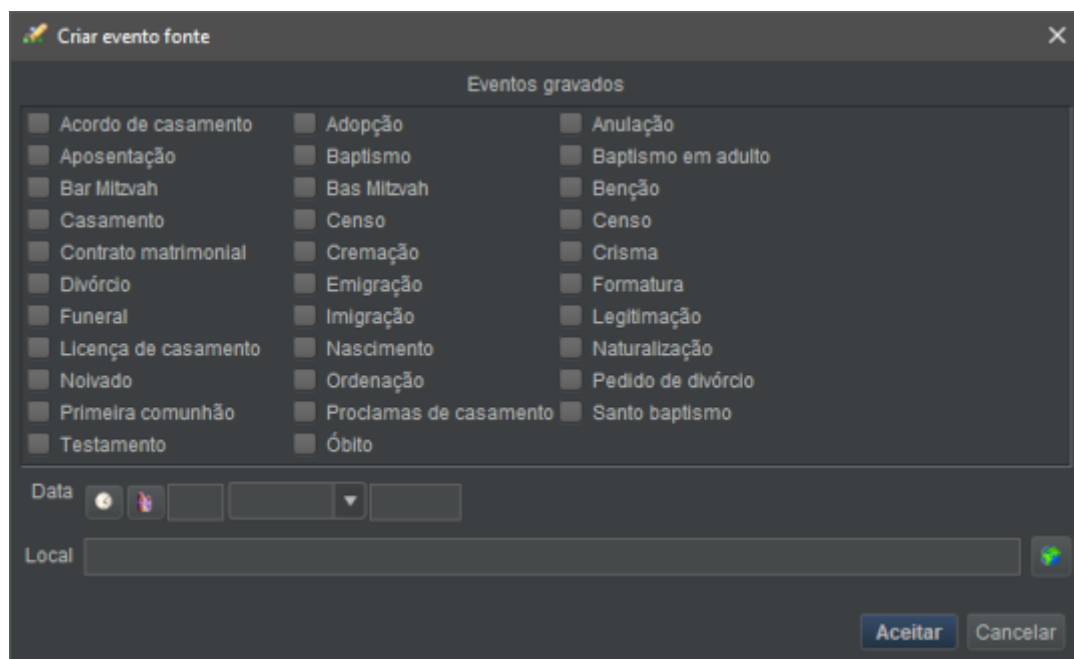 Criar evento fonte
Eventos gravados
Acordo de casamento Adopção Anulação
Aposentação Baptismo Baptismo em adulto
Bar Mitzvah Bas Mitzvah Benção
Casamento Censo Censo
Contrato matrimonial Cremação Crisma
Divórcio Emigração Formatura
Funeral Imigração Legitimação
Licença de casamento Nascimento Naturalização
Noivado Ordenação Pedido de divórcio
Primeira comunhão Proclamas de casamento Santo baptismo
Testamento Óbito
Data
Local
Aceitar Cancelar